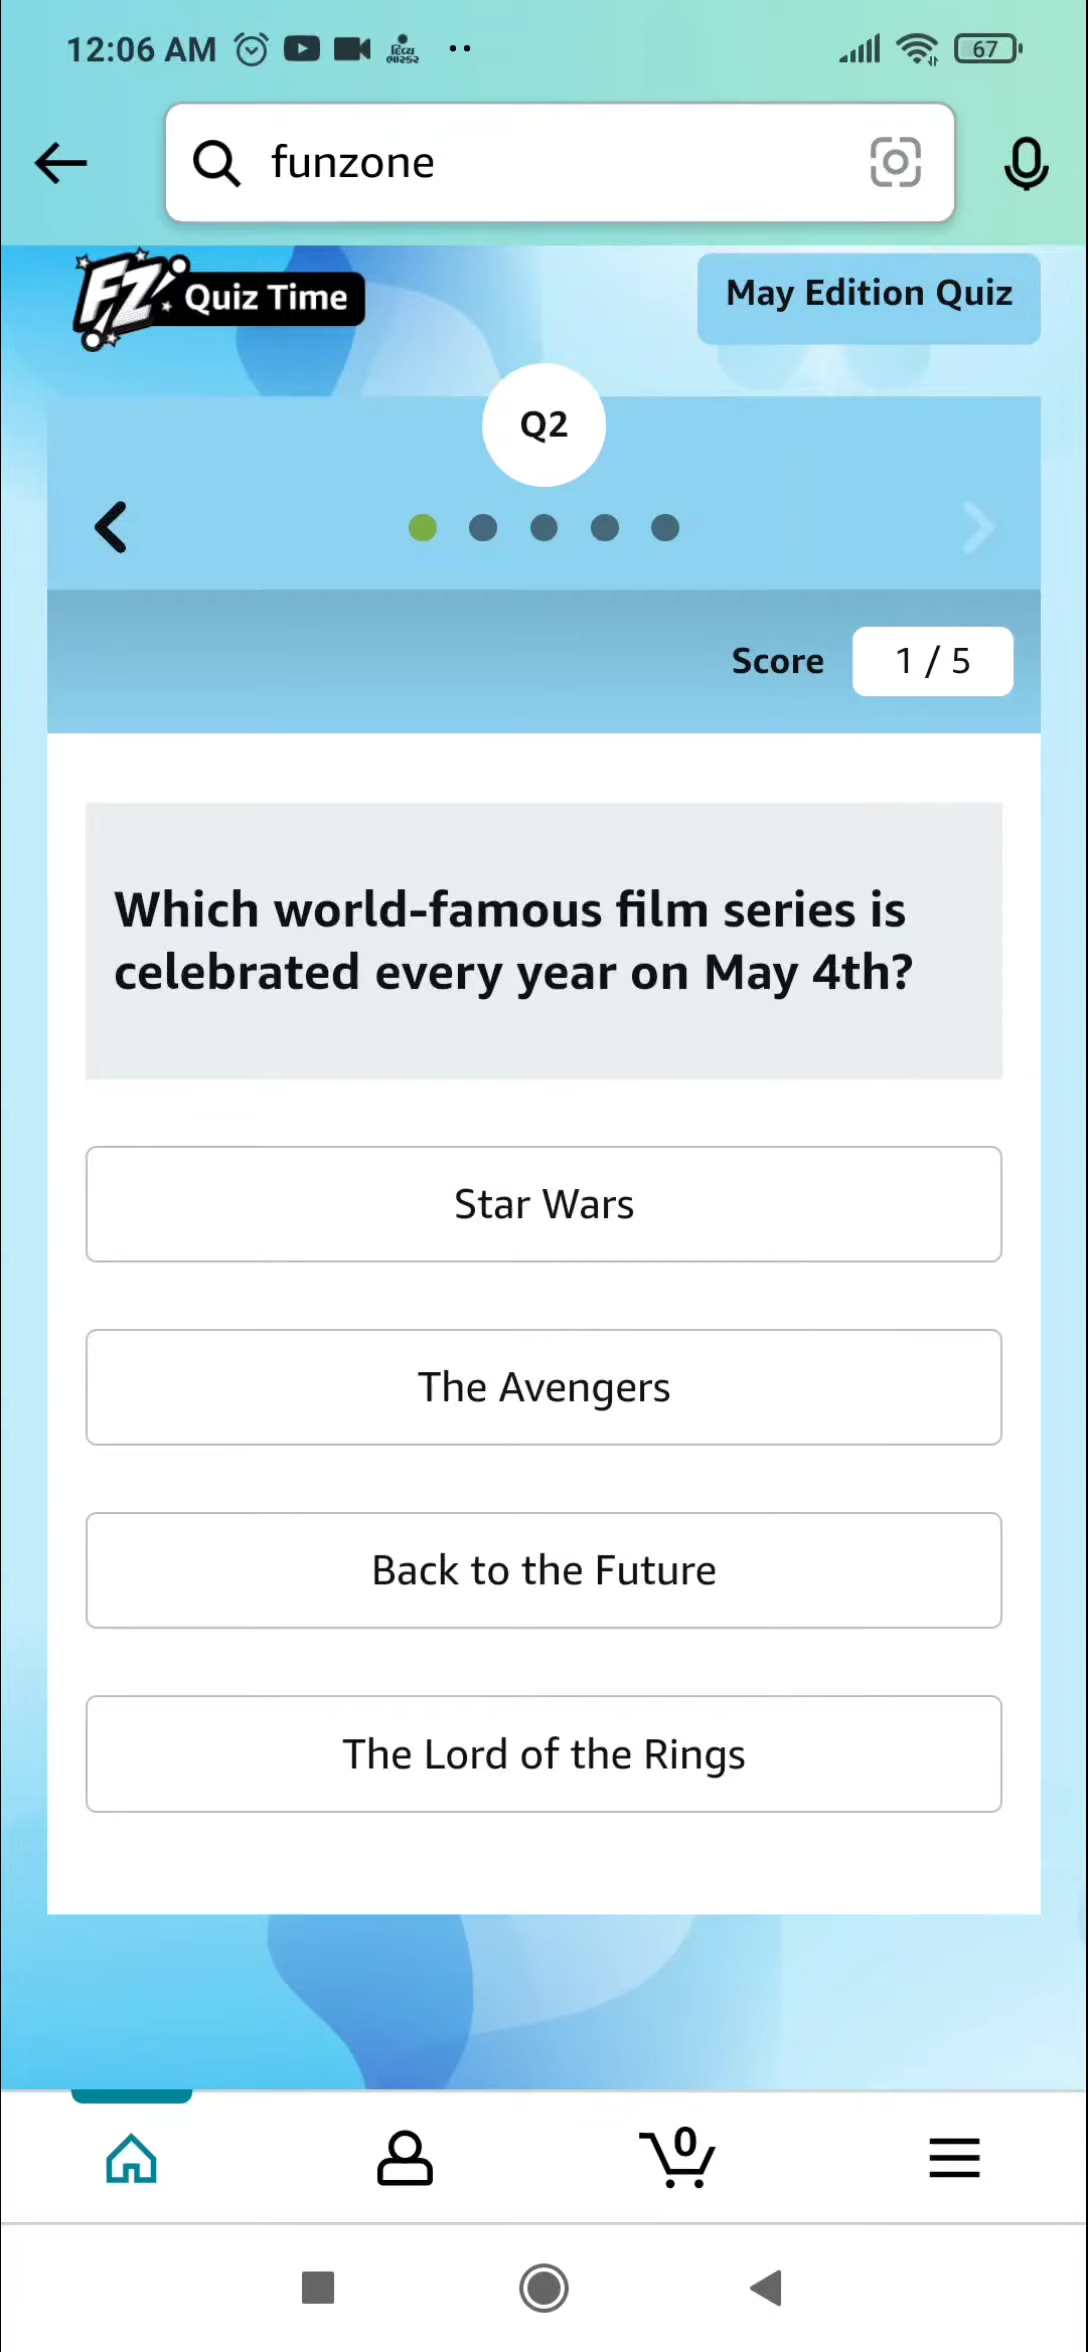 12:06 AM
દિવ્ય
ભાસ્કર
67
funzone
FZ Quiz Time
May Edition Quiz
Q2
Score 1 / 5
Which world-famous film series is
celebrated every year on May 4th?
Star Wars
The Avengers
Back to the Future
The Lord of the Rings
0